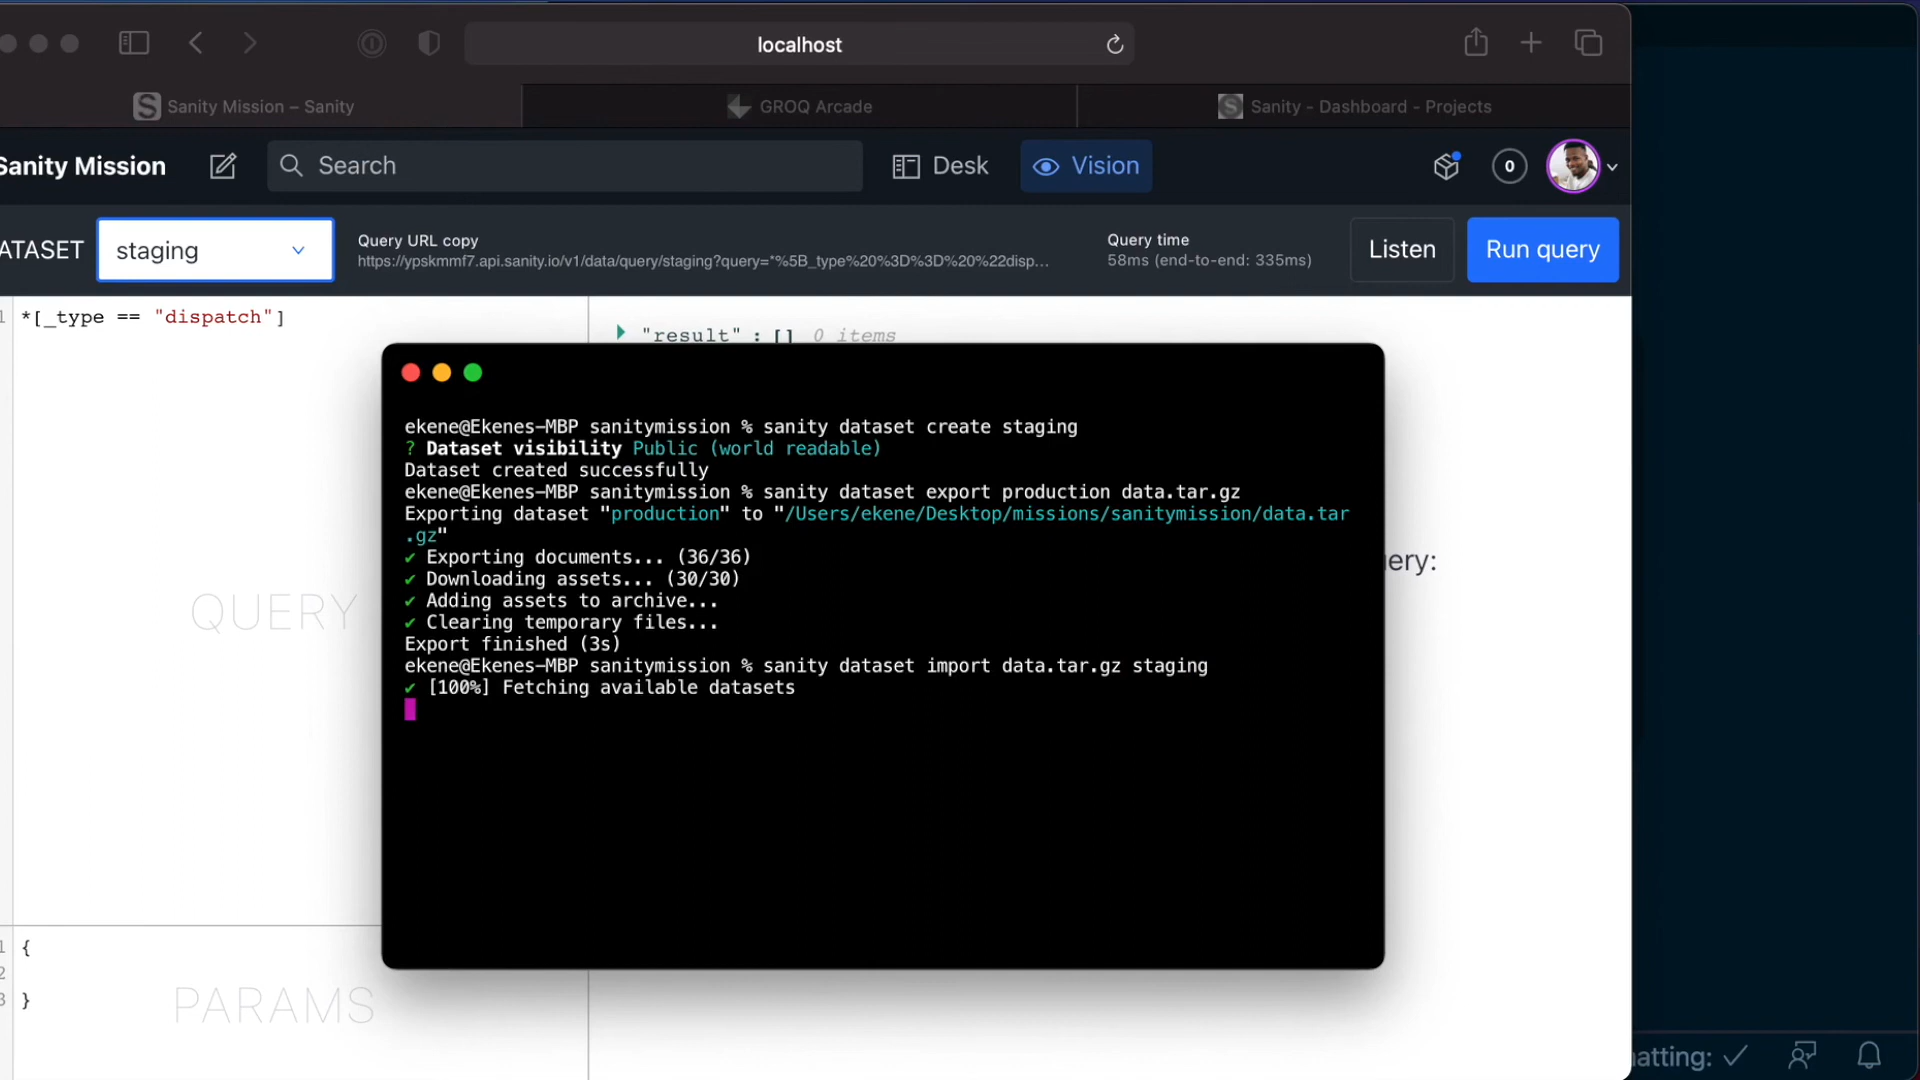 localhost
Sanity Mission – Sanity
GROQ Arcade
Sanity - Dashboard - Projects
Sanity Mission
Search
Desk
Vision
0
ATASET
staging
Query URL copy
https://ypskmmf7.api.sanity.io/v1/data/query/staging?query=*%5B_type%20%3D%3D%20%22disp...
Query time
58ms (end-to-end: 335ms)
Listen
Run query
1 *[_type == "dispatch"]
"result" : [] 0 items
ekene@Ekenes-MBP sanitymission % sanity dataset create staging
? Dataset visibility Public (world readable)
Dataset created successfully
ekene@Ekenes-MBP sanitymission % sanity dataset export production data.tar.gz
Exporting dataset "production" to "/Users/ekene/Desktop/missions/sanitymission/data.tar
.gz"
✔ Exporting documents... (36/36)
✔ Downloading assets... (30/30)
✔ Adding assets to archive...
✔ Clearing temporary files...
Export finished (3s)
ekene@Ekenes-MBP sanitymission % sanity dataset import data.tar.gz staging
✔ [100%] Fetching available datasets
ery:
QUERY
1 {
2
3 }
PARAMS
atting: ✓